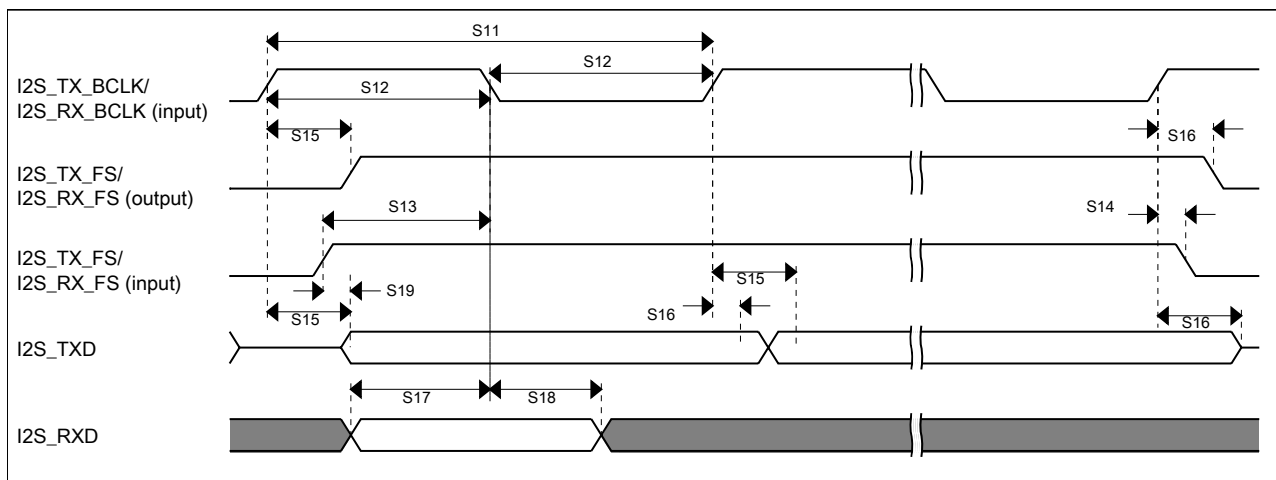 S11
S12
I2S_TX_BCLK/
I2S_RX_BCLK (input)
S12
S15
S16
I2S_TX_FS/
I2S_RX_FS (output)
S13
S14
I2S_TX_FS/
I2S_RX_FS (input)
S15
S19
S15
S16
S16
I2S_TXD
S17
S18
I2S_RXD